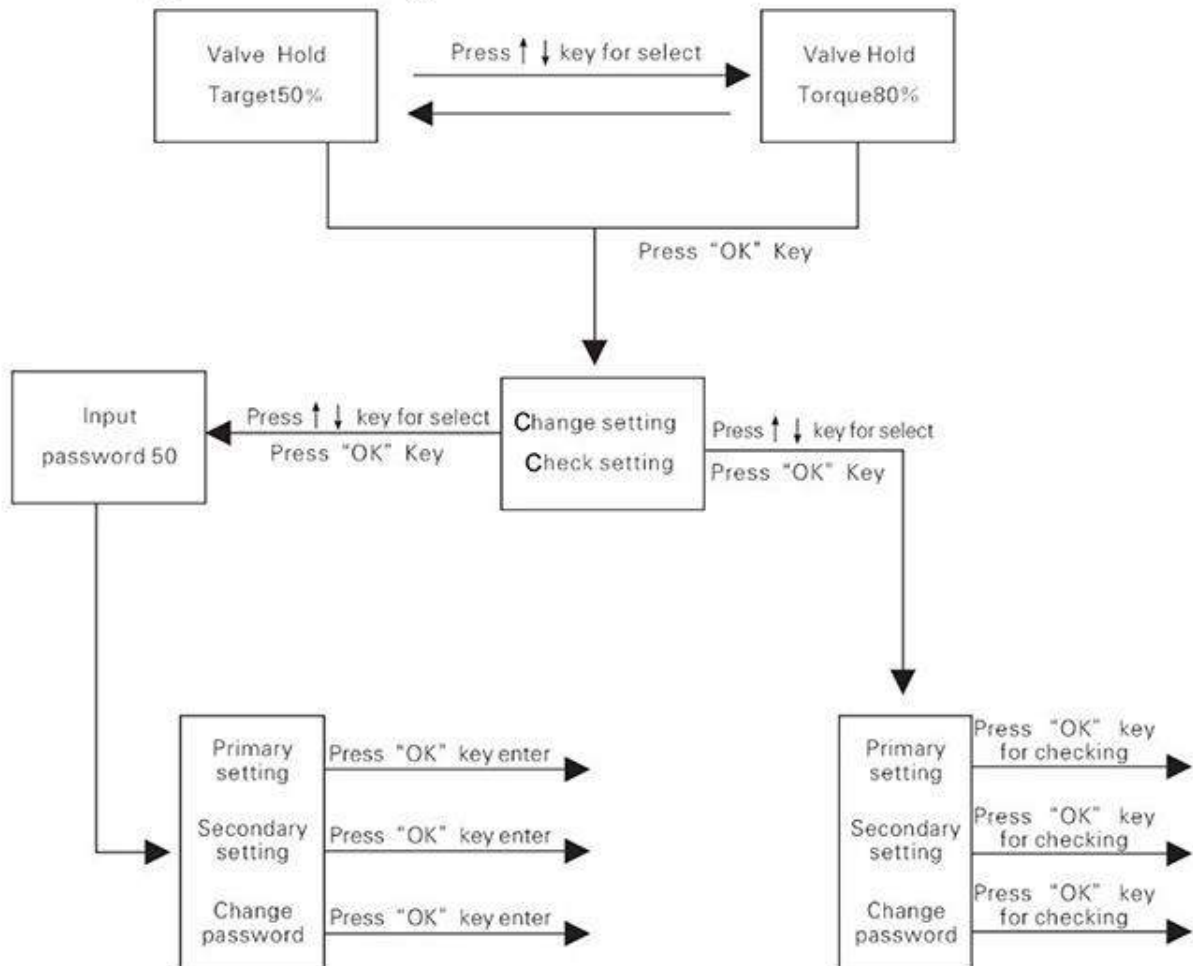 Valve Hold
Target50%
Press ↑ ↓ key for select
Valve Hold
Torque80%
Press "OK" Key
Input
password 50
Press ↑ ↓ key for select
Press "OK" Key
Change setting
Check setting
Press ↑ ↓ key for select
Press "OK" Key
Primary
setting
Press "OK" key enter
Secondary
setting
Press "OK" key enter
Change
password
Press "OK" key enter
Primary
setting
Press "OK" key
for checking
Secondary
setting
Press "OK" key
for checking
Change
password
Press "OK" key
for checking